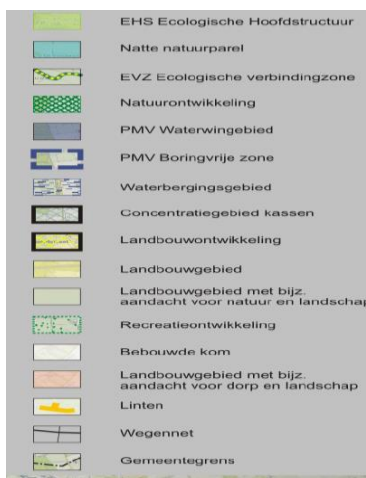 EHS Ecologische Hoofdstructuur
Natte natuurparel
EVZ Ecologische verbindingzone
Natuurontwikkeling
PMV Waterwingebied
PMV Boringvrije zone
Waterbergingsgebied
Concentratiegebied kassen
Landbouwontwikkeling
Landbouwgebied
Landbouwgebied met bijz.
aandacht voor natuur en landschap
Recreatieontwikkeling
Bebouwde kom
Landbouwgebied met bijz.
aandacht voor dorp en landschap
Linten
Wegennet
Gemeentegrens